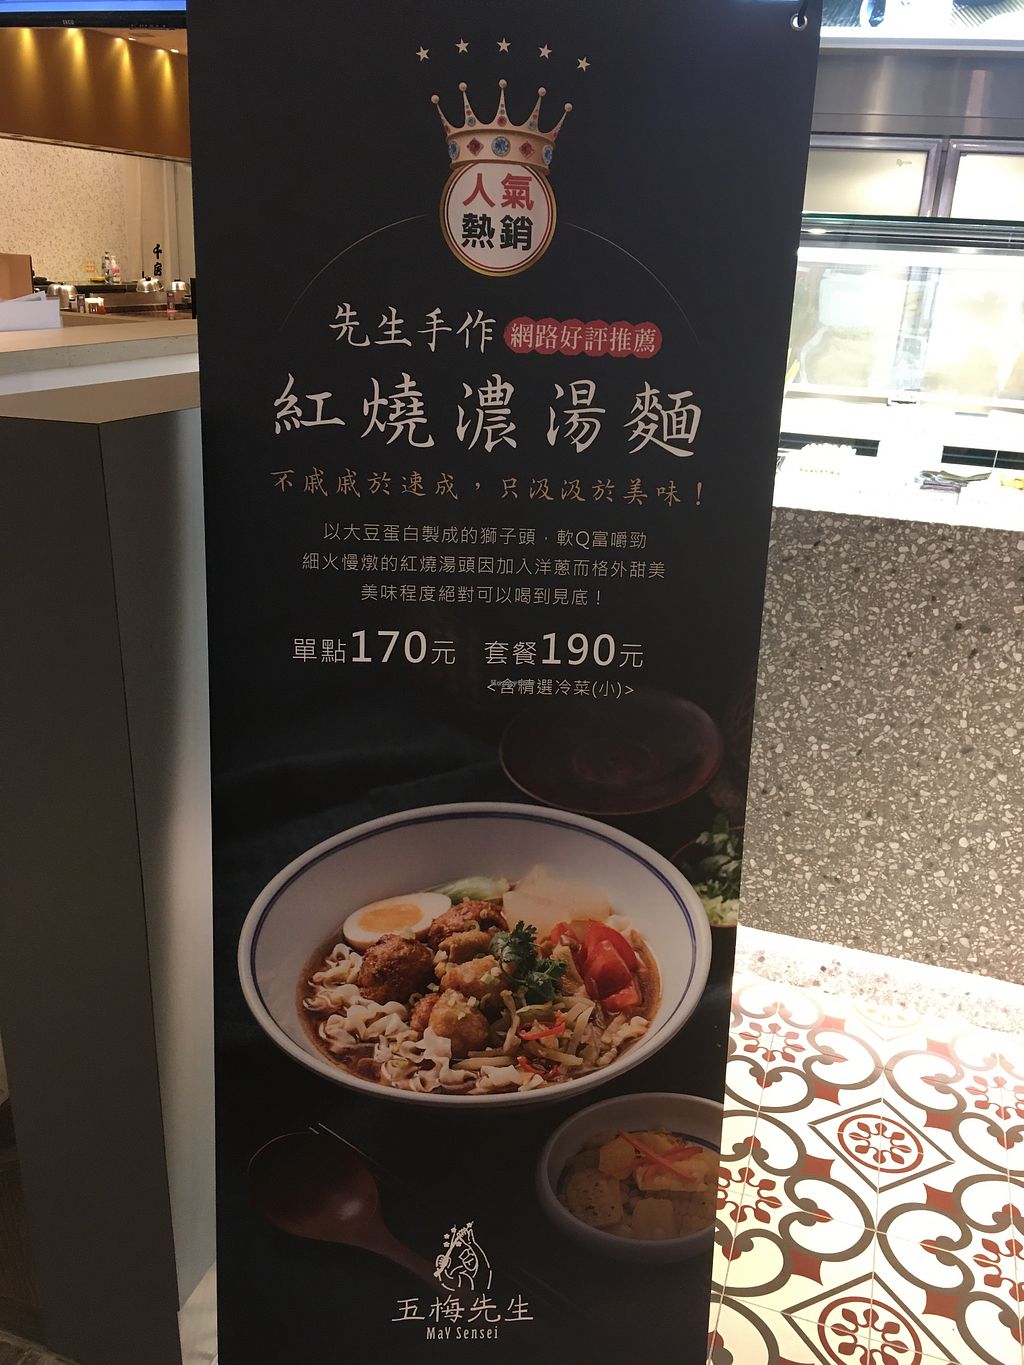 人氣
熱銷
先生手作 網路好評推薦
紅燒濃湯麵
不戚戚於速成，只汲汲於美味！
以大豆蛋白製成的獅子頭，軟Q富嚼勁
細火慢燉的紅燒湯頭因加入洋蔥而格外甜美
美味程度絕對可以喝到見底！
單點170元 套餐190元
<含精選冷菜(小)>
五梅先生
MaV Sensei
千房